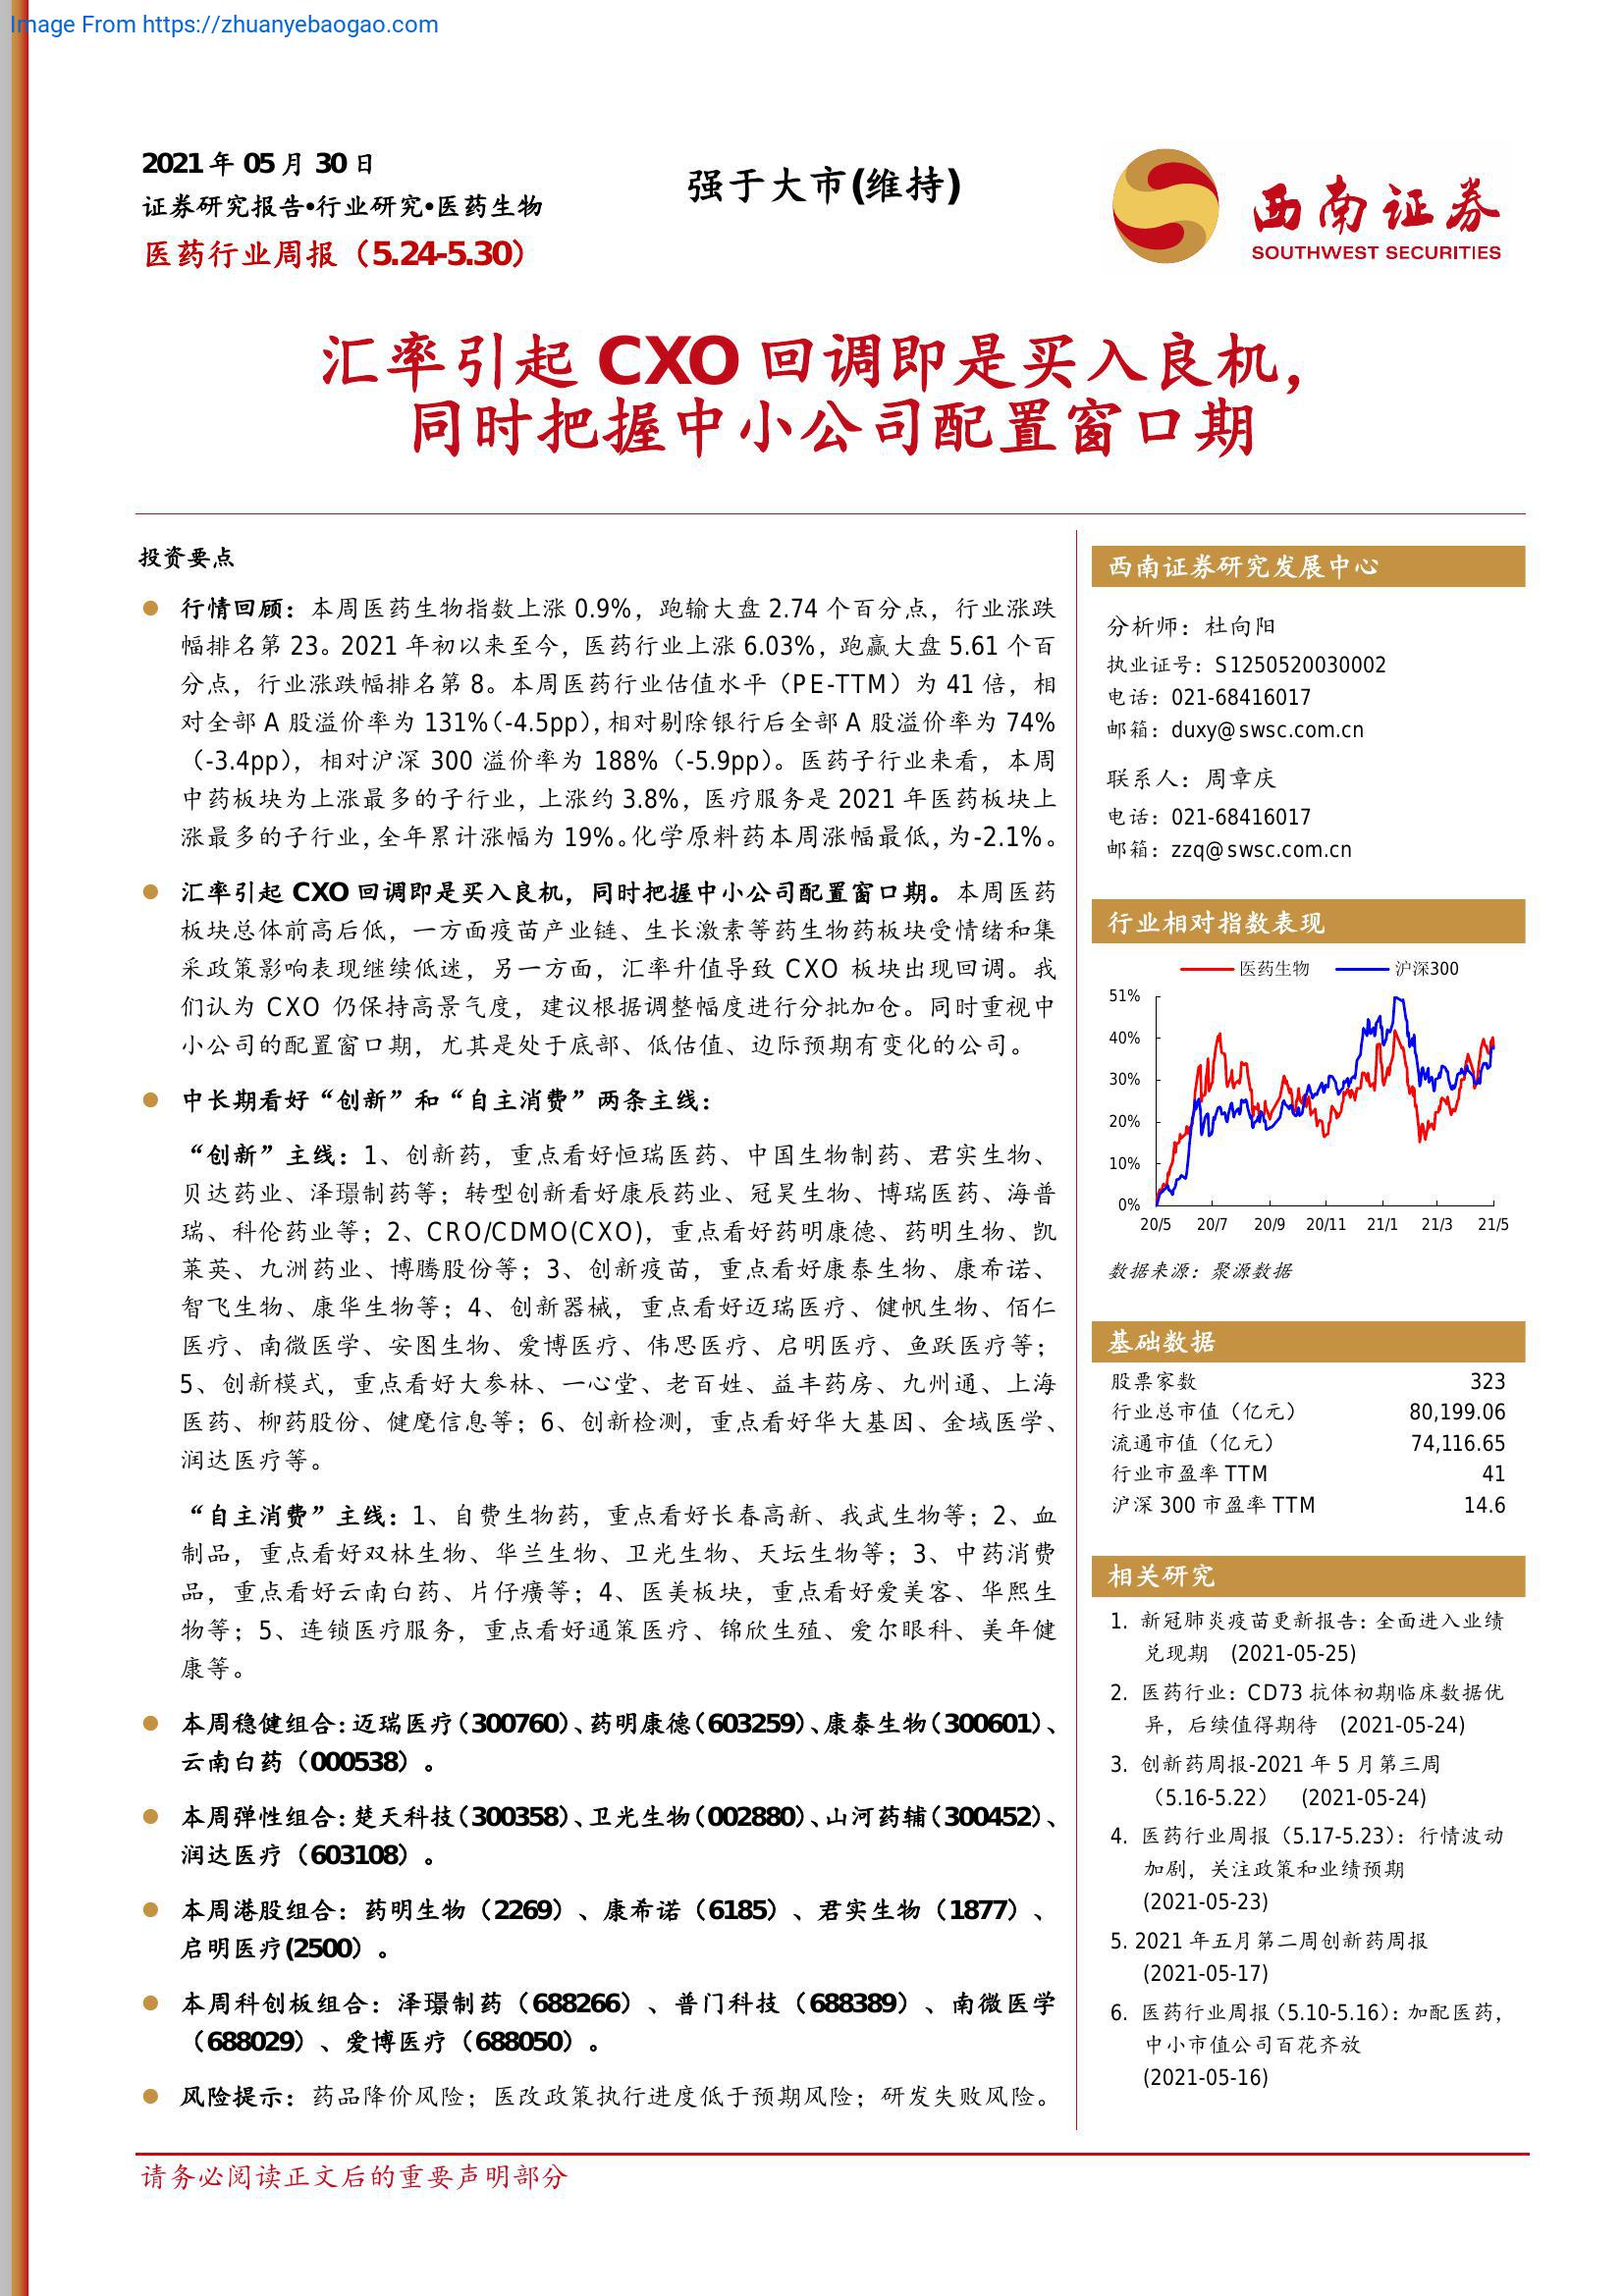 Image From https://zhuanyebaogao.com
2021 年 05 月 30 日
证券研究报告•行业研究•医药生物
医药行业周报（5.24-5.30）
强于大市(维持)
西南证券
SOUTHWEST SECURITIES
汇率引起 CXO 回调即是买入良机，
同时把握中小公司配置窗口期
投资要点
行情回顾：本周医药生物指数上涨 0.9%，跑输大盘 2.74 个百分点，行业涨跌
幅排名第 23。2021 年初以来至今，医药行业上涨 6.03%，跑赢大盘 5.61 个百
分点，行业涨跌幅排名第 8。本周医药行业估值水平（PE-TTM）为 41 倍，相
对全部 A 股溢价率为 131%（-4.5pp），相对剔除银行后全部 A 股溢价率为 74%
（-3.4pp），相对沪深 300 溢价率为 188%（-5.9pp）。医药子行业来看，本周
中药板块为上涨最多的子行业，上涨约 3.8%，医疗服务是 2021 年医药板块上
涨最多的子行业，全年累计涨幅为 19%。化学原料药本周涨幅最低，为-2.1%。
汇率引起 CXO 回调即是买入良机，同时把握中小公司配置窗口期。本周医药
板块总体前高后低，一方面疫苗产业链、生长激素等药生物药板块受情绪和集
采政策影响表现继续低迷，另一方面，汇率升值导致 CXO 板块出现回调。我
们认为 CXO 仍保持高景气度，建议根据调整幅度进行分批加仓。同时重视中
小公司的配置窗口期，尤其是处于底部、低估值、边际预期有变化的公司。
中长期看好“创新”和“自主消费”两条主线：
“创新”主线：1、创新药，重点看好恒瑞医药、中国生物制药、君实生物、
贝达药业、泽璟制药等；转型创新看好康辰药业、冠昊生物、博瑞医药、海普
瑞、科伦药业等；2、CRO/CDMO(CXO)，重点看好药明康德、药明生物、凯
莱英、九洲药业、博腾股份等；3、创新疫苗，重点看好康泰生物、康希诺、
智飞生物、康华生物等；4、创新器械，重点看好迈瑞医疗、健帆生物、佰仁
医疗、南微医学、安图生物、爱博医疗、伟思医疗、启明医疗、鱼跃医疗等；
5、创新模式，重点看好大参林、一心堂、老百姓、益丰药房、九州通、上海
医药、柳药股份、健麾信息等；6、创新检测，重点看好华大基因、金域医学、
润达医疗等。
“自主消费”主线：1、自费生物药，重点看好长春高新、我武生物等；2、血
制品，重点看好双林生物、华兰生物、卫光生物、天坛生物等；3、中药消费
品，重点看好云南白药、片仔癀等；4、医美板块，重点看好爱美客、华熙生
物等；5、连锁医疗服务，重点看好通策医疗、锦欣生殖、爱尔眼科、美年健
康等。
本周稳健组合：迈瑞医疗（300760）、药明康德（603259）、康泰生物（300601）、
云南白药（000538）。
本周弹性组合：楚天科技（300358）、卫光生物（002880）、山河药辅（300452）、
润达医疗（603108）。
本周港股组合：药明生物（2269）、康希诺（6185）、君实生物（1877）、
启明医疗(2500）。
本周科创板组合：泽璟制药（688266）、普门科技（688389）、南微医学
（688029）、爱博医疗（688050）。
风险提示：药品降价风险；医改政策执行进度低于预期风险；研发失败风险。
西南证券研究发展中心
分析师：杜向阳
执业证号：S1250520030002
电话：021-68416017
邮箱：duxy@swsc.com.cn
联系人：周章庆
电话：021-68416017
邮箱：zzq@swsc.com.cn
行业相对指数表现
医药生物 沪深300
51%
40%
30%
20%
10%
0%
20/5 20/7 20/9 20/11 21/1 21/3 21/5
数据来源：聚源数据
基础数据
股票家数 323
行业总市值（亿元） 80,199.06
流通市值（亿元） 74,116.65
行业市盈率 TTM 41
沪深 300 市盈率 TTM 14.6
相关研究
1. 新冠肺炎疫苗更新报告：全面进入业绩
兑现期 (2021-05-25)
2. 医药行业：CD73 抗体初期临床数据优
异，后续值得期待 (2021-05-24)
3. 创新药周报-2021 年 5 月第三周
（5.16-5.22） (2021-05-24)
4. 医药行业周报（5.17-5.23）：行情波动
加剧，关注政策和业绩预期
(2021-05-23)
5. 2021 年五月第二周创新药周报
(2021-05-17)
6. 医药行业周报（5.10-5.16）：加配医药，
中小市值公司百花齐放
(2021-05-16)
请务必阅读正文后的重要声明部分